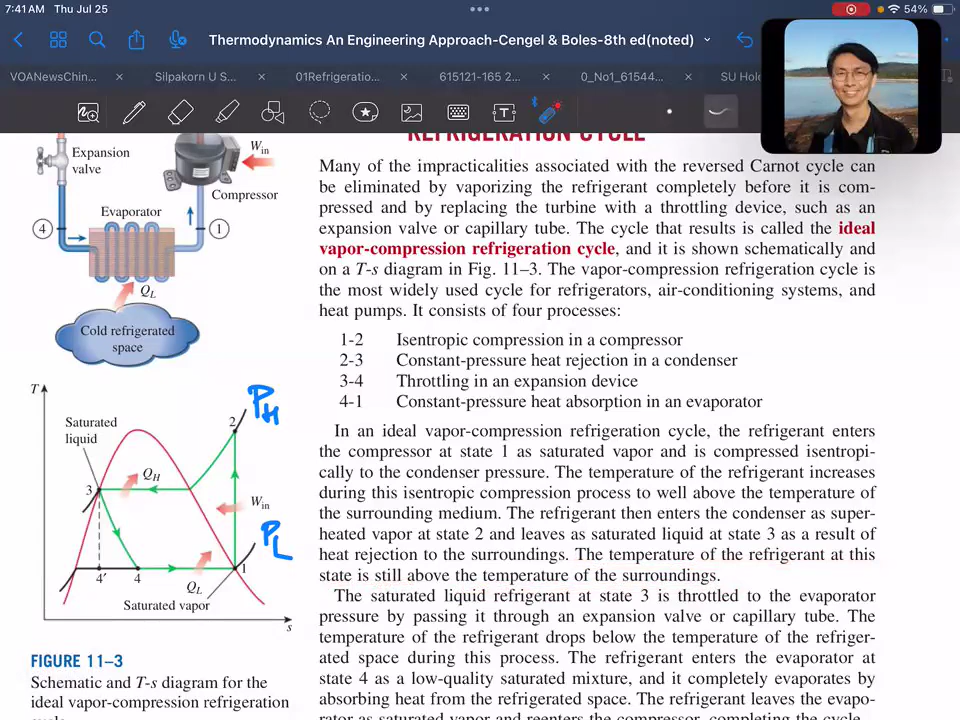 7:41 AM Thu Jul 25
54%
Thermodynamics An Engineering Approach-Cengel & Boles-8th ed(noted)
VOANewsChin... × Silpakorn U S... × 01Refrigeratio... × 615121-165 2... × 0_No1_61544... × SU Hol
REFRIGERATION CYCLE
Expansion
valve
Win
Compressor
Evaporator
4
1
QL
Cold refrigerated
space
T
Saturated
liquid
2
PH
3
QH
Win
PL
4′
4
1
QL
Saturated vapor
s
FIGURE 11–3
Schematic and T-s diagram for the
ideal vapor-compression refrigeration
Many of the impracticalities associated with the reversed Carnot cycle can
be eliminated by vaporizing the refrigerant completely before it is com-
pressed and by replacing the turbine with a throttling device, such as an
expansion valve or capillary tube. The cycle that results is called the ideal
vapor-compression refrigeration cycle, and it is shown schematically and
on a T-s diagram in Fig. 11–3. The vapor-compression refrigeration cycle is
the most widely used cycle for refrigerators, air-conditioning systems, and
heat pumps. It consists of four processes:
1-2 Isentropic compression in a compressor
2-3 Constant-pressure heat rejection in a condenser
3-4 Throttling in an expansion device
4-1 Constant-pressure heat absorption in an evaporator
In an ideal vapor-compression refrigeration cycle, the refrigerant enters
the compressor at state 1 as saturated vapor and is compressed isentropi-
cally to the condenser pressure. The temperature of the refrigerant increases
during this isentropic compression process to well above the temperature of
the surrounding medium. The refrigerant then enters the condenser as super-
heated vapor at state 2 and leaves as saturated liquid at state 3 as a result of
heat rejection to the surroundings. The temperature of the refrigerant at this
state is still above the temperature of the surroundings.
The saturated liquid refrigerant at state 3 is throttled to the evaporator
pressure by passing it through an expansion valve or capillary tube. The
temperature of the refrigerant drops below the temperature of the refriger-
ated space during this process. The refrigerant enters the evaporator at
state 4 as a low-quality saturated mixture, and it completely evaporates by
absorbing heat from the refrigerated space. The refrigerant leaves the evapo-
rator as saturated vapor and reenters the compressor, completing the cycle.